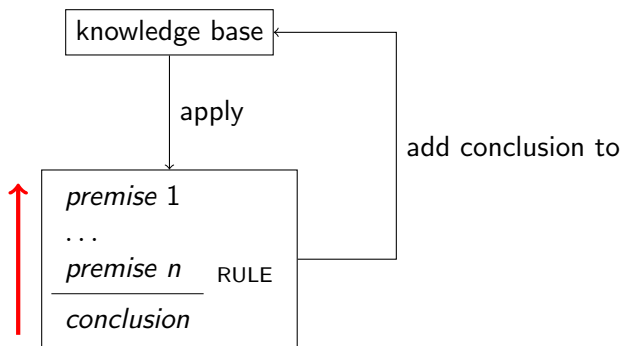 knowledge base
apply
add conclusion to
premise 1
...
premise n
RULE
conclusion